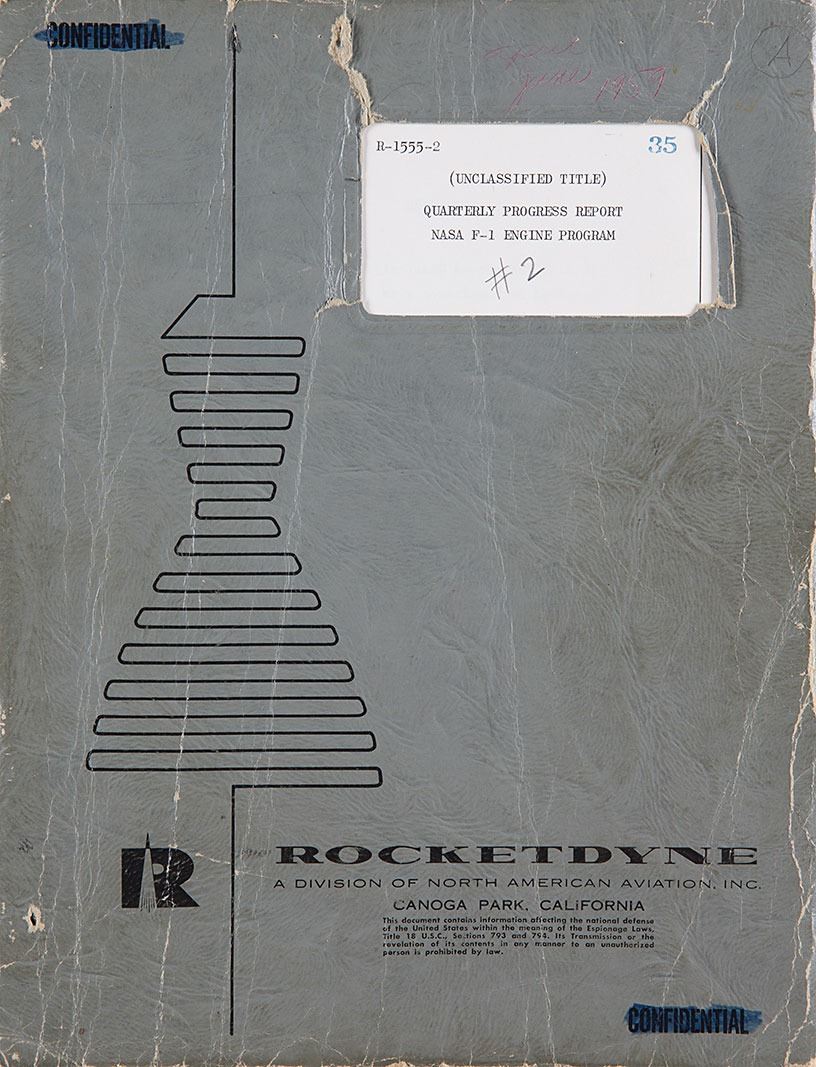 CONFIDENTIAL
A
June 1959
R-1555-2
35
(UNCLASSIFIED TITLE)
QUARTERLY PROGRESS REPORT
NASA F-1 ENGINE PROGRAM
#2
R
ROCKETDYNE
A DIVISION OF NORTH AMERICAN AVIATION, INC.
CANOGA PARK, CALIFORNIA
This document contains information affecting the national defense
of the United States within the meaning of the Espionage Laws,
Title 18 U.S.C., Sections 793 and 794. Its Transmission or the
revelation of its contents in any manner to an unauthorized
person is prohibited by law.
CONFIDENTIAL